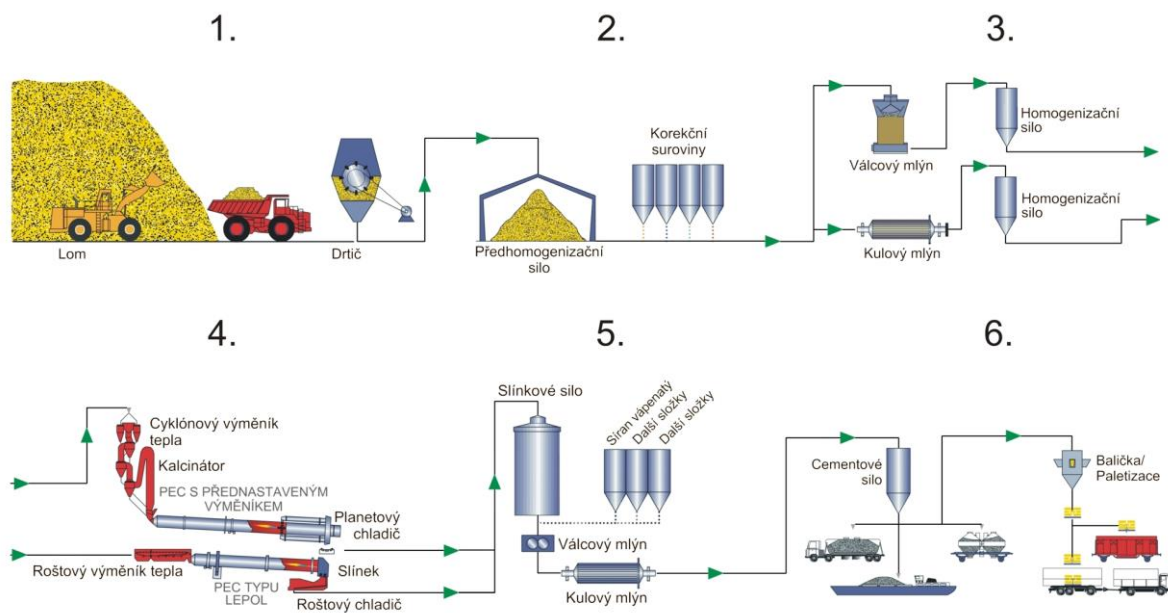 1.
2.
3.
Lom
Drtič
Předhomogenizační
silo
Korekční
suroviny
Válcový mlýn
Homogenizační
silo
Kulový mlýn
Homogenizační
silo
4.
5.
6.
Cyklónový výměník
tepla
Kalcinátor
PEC S PŘEDNASTAVENÝM
VÝMĚNÍKEM
Planetový
chladič
Roštový výměník tepla
PEC TYPU
LEPOL
Slínek
Roštový chladič
Slínkové silo
Síran vápenatý
Další složky
Další složky
Válcový mlýn
Kulový mlýn
Cementové
silo
Balička/
Paletizace